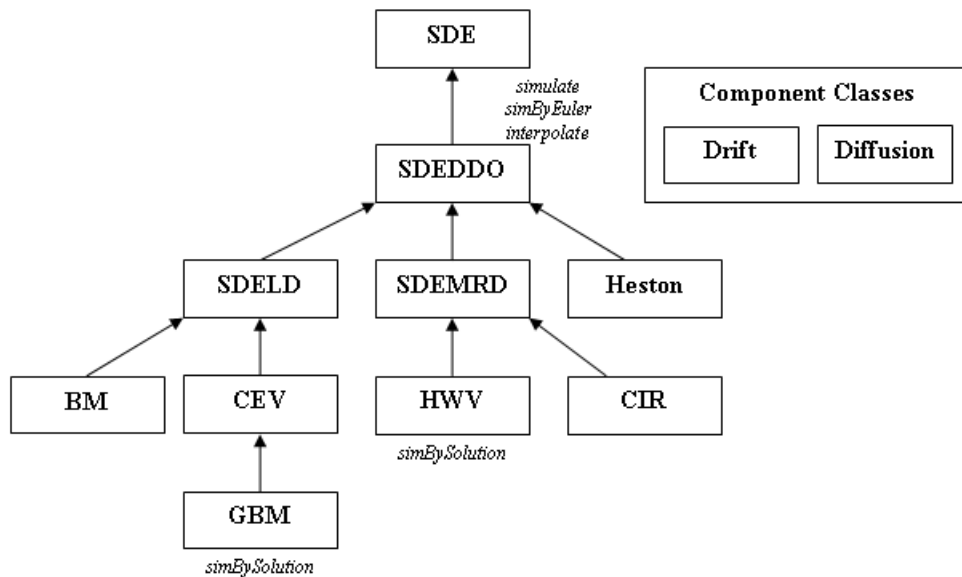 SDE
simulate
simByEuler
interpolate
Component Classes
Drift
Diffusion
SDEDDO
SDELD
SDEMRD
Heston
BM
CEV
HWV
CIR
simBySolution
GBM
simBySolution